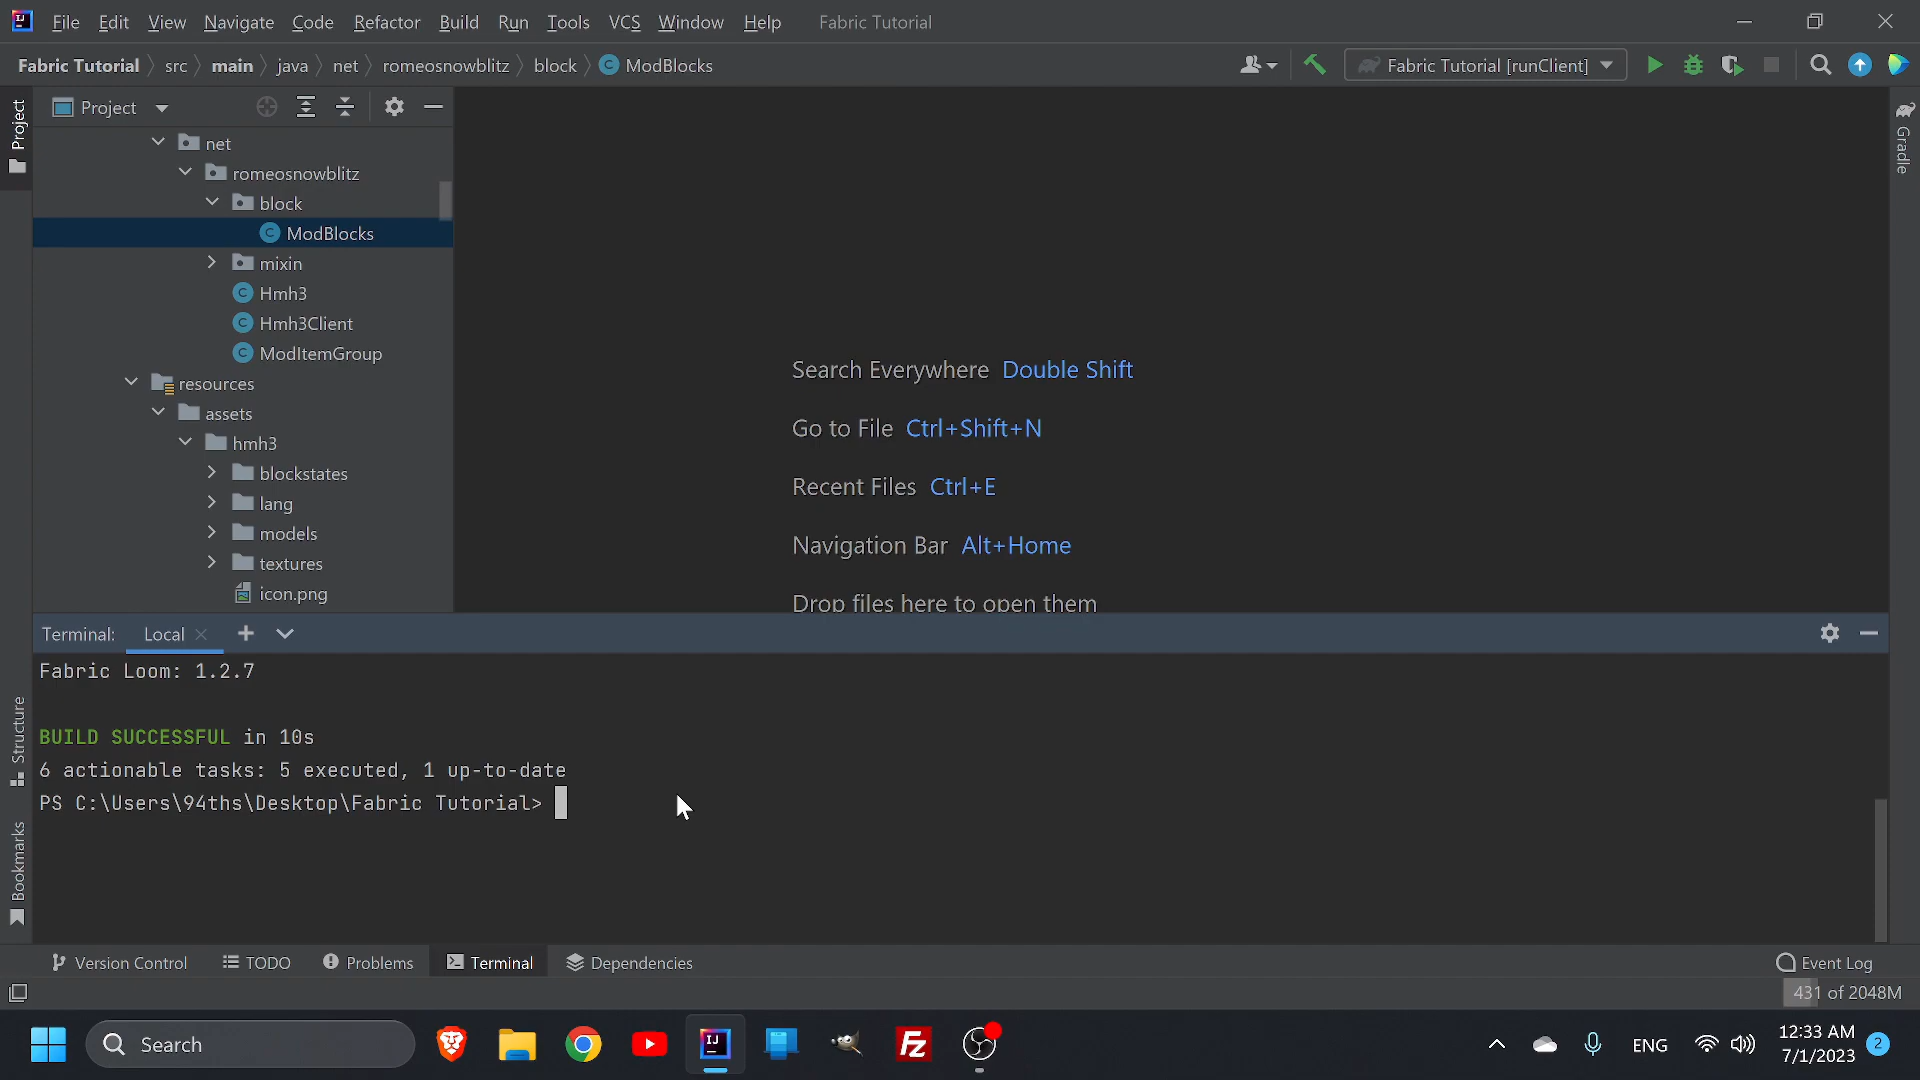 File Edit View Navigate Code Refactor Build Run Tools VCS Window Help Fabric Tutorial
Fabric Tutorial src main java net romeosnowblitz block ModBlocks
Fabric Tutorial [runClient]
Project
Project
Gradle
net
romeosnowblitz
block
ModBlocks
mixin
Hmh3
Hmh3Client
ModItemGroup
resources
assets
hmh3
blockstates
lang
models
textures
icon.png
Search Everywhere Double Shift
Go to File Ctrl+Shift+N
Recent Files Ctrl+E
Navigation Bar Alt+Home
Drop files here to open them
Terminal: Local
Fabric Loom: 1.2.7
BUILD SUCCESSFUL in 10s
6 actionable tasks: 5 executed, 1 up-to-date
PS C:\Users\94ths\Desktop\Fabric Tutorial>
Structure
Bookmarks
Version Control TODO Problems Terminal Dependencies Event Log
431 of 2048M
Search
ENG
12:33 AM
7/1/2023
2